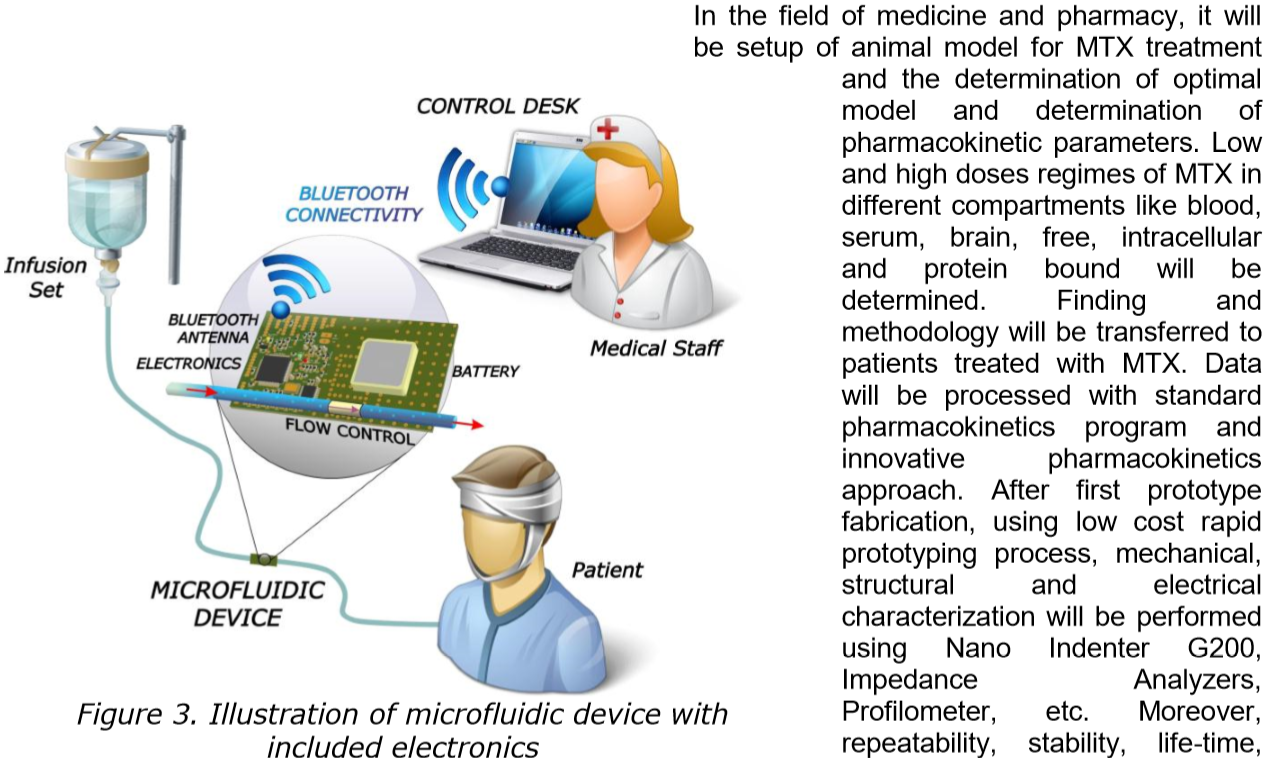 In the field of medicine and pharmacy, it will
be setup of animal model for MTX treatment
and the determination of optimal
model and determination of
pharmacokinetic parameters. Low
and high doses regimes of MTX in
different compartments like blood,
serum, brain, free, intracellular
and protein bound will be
determined. Finding and
methodology will be transferred to
patients treated with MTX. Data
will be processed with standard
pharmacokinetics program and
innovative pharmacokinetics
approach. After first prototype
fabrication, using low cost rapid
prototyping process, mechanical,
structural and electrical
characterization will be performed
using Nano Indenter G200,
Impedance Analyzers,
Profilometer, etc. Moreover,
repeatability, stability, life-time,
CONTROL DESK
BLUETOOTH
CONNECTIVITY
Infusion
Set
BLUETOOTH
ANTENNA
ELECTRONICS
BATTERY
FLOW CONTROL
Medical Staff
MICROFLUIDIC
DEVICE
Patient
Figure 3. Illustration of microfluidic device with
included electronics